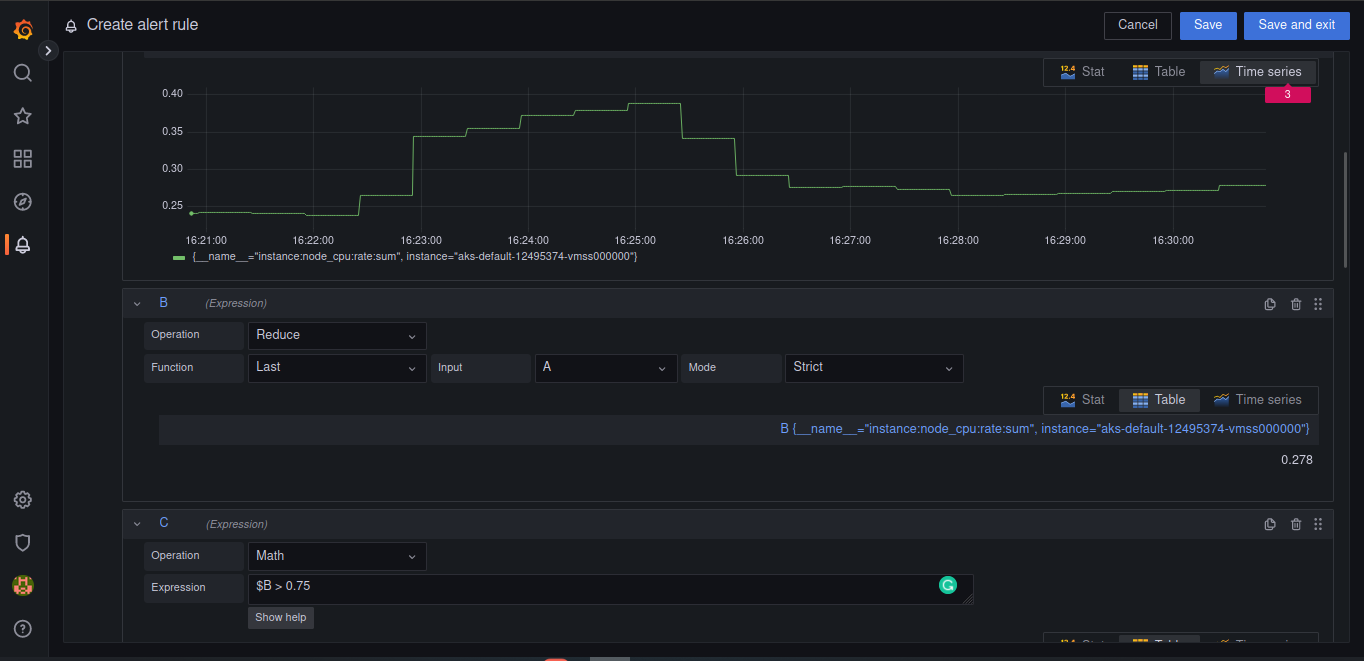 Create alert rule
Cancel
Save
Save and exit
Stat
Table
Time series
12.4
3
0.40
0.35
0.30
0.25
16:21:00 16:22:00 16:23:00 16:24:00 16:25:00 16:26:00 16:27:00 16:28:00 16:29:00 16:30:00
{__name__="instance:node_cpu:rate:sum", instance="aks-default-12495374-vmss000000"}
B (Expression)
Operation Reduce
Function Last Input A Mode Strict
12.4 Stat Table Time series
B {__name__="instance:node_cpu:rate:sum", instance="aks-default-12495374-vmss000000"}
0.278
C (Expression)
Operation Math
Expression $B > 0.75
Show help